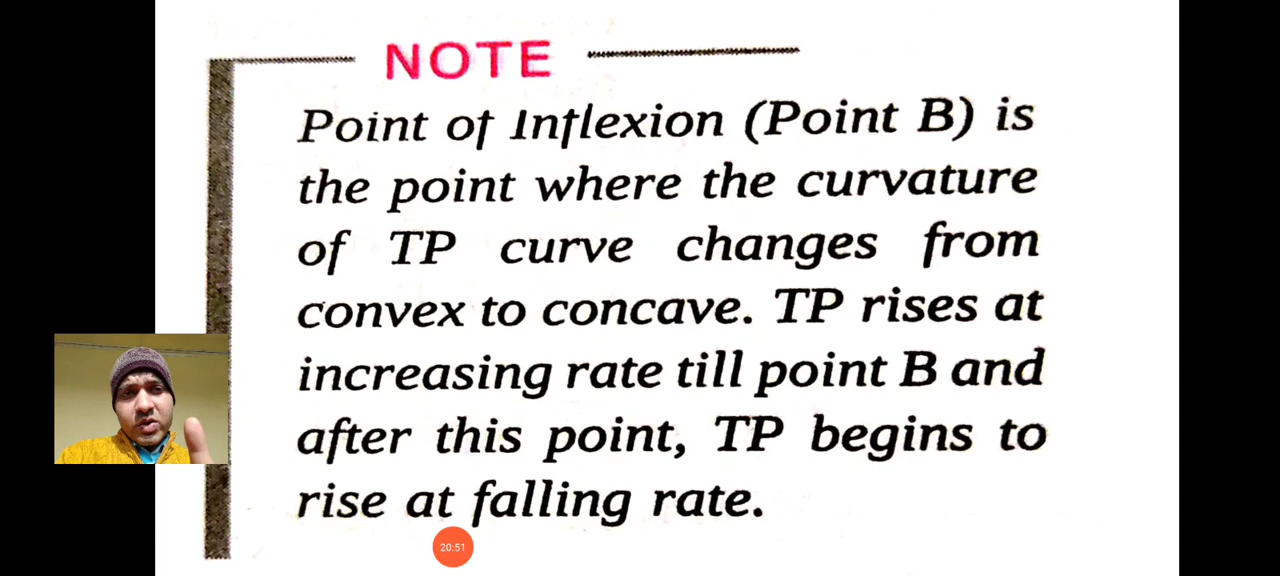 NOTE
Point of Inflexion (Point B) is
the point where the curvature
of TP curve changes from
convex to concave. TP rises at
increasing rate till point B and
after this point, TP begins to
rise at falling rate.
20:51